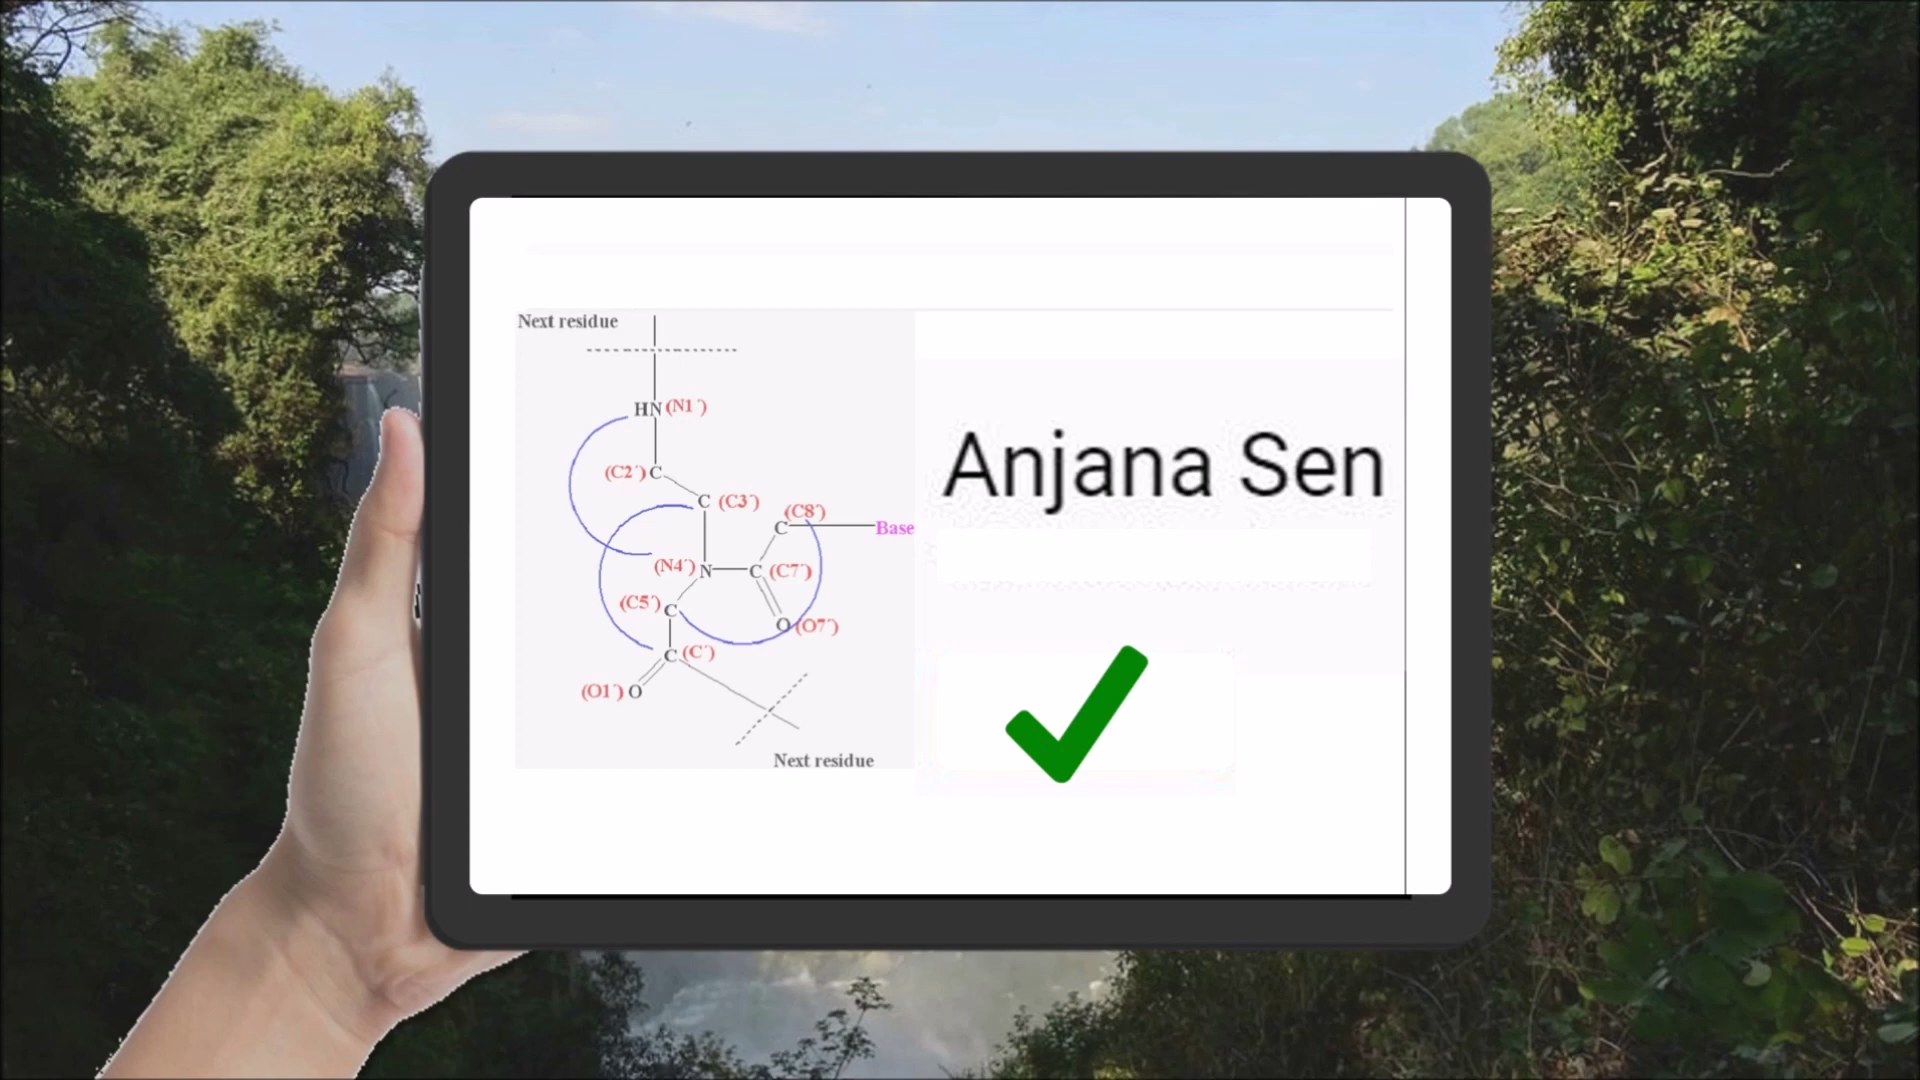 Next residue
HN (N1´)
(C2´) C
C (C3´)
(C8´)
C Base
(N4´) N C (C7´)
(C5´) C
O (O7´)
C (C´)
(O1´) O
Next residue
Anjana Sen